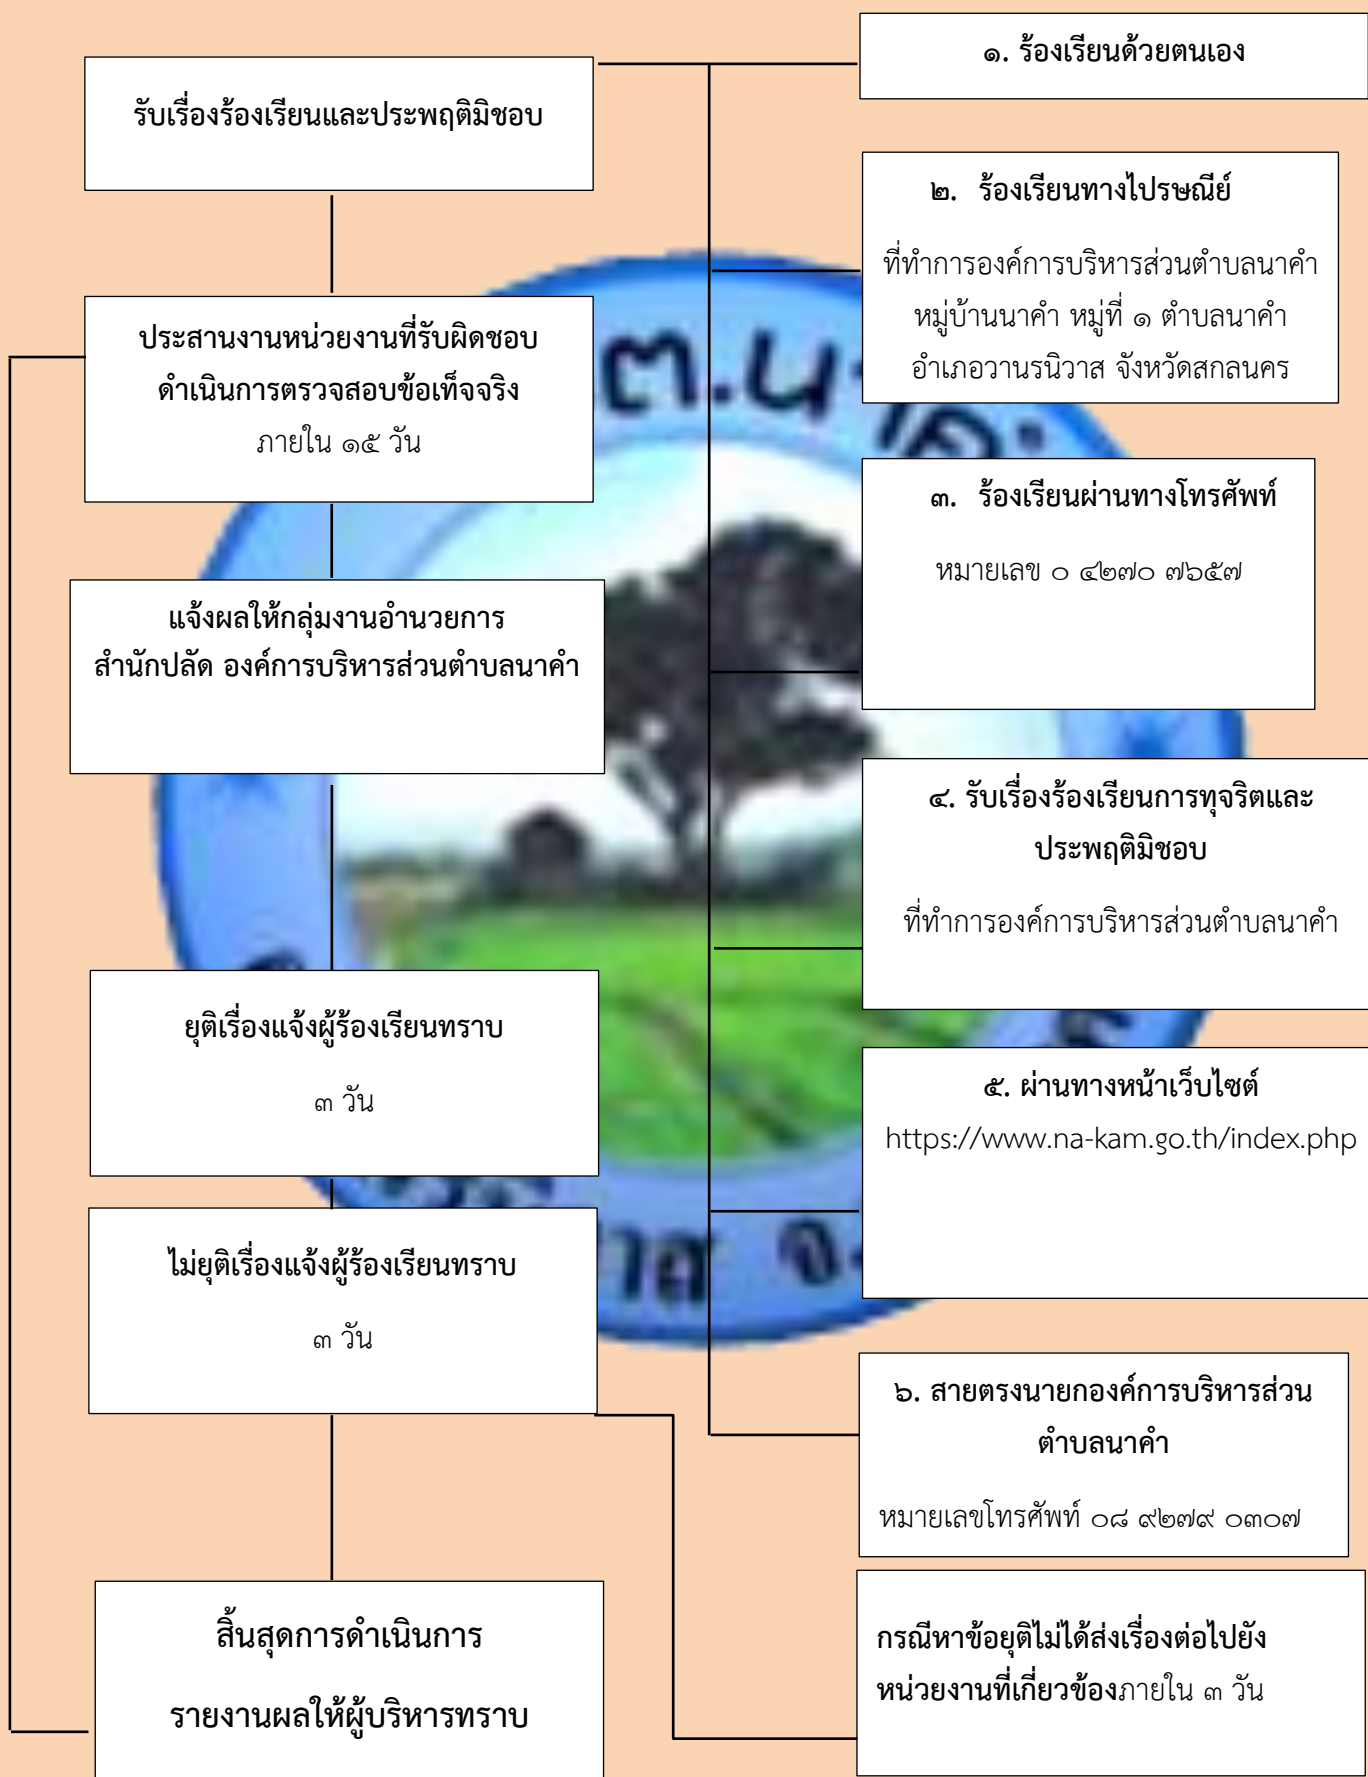 รับเรื่องร้องเรียนและประพฤติมิชอบ
ประสานงานหน่วยงานที่รับผิดชอบ
ดำเนินการตรวจสอบข้อเท็จจริง
ภายใน ๑๕ วัน
แจ้งผลให้กลุ่มงานอำนวยการ
สำนักปลัด องค์การบริหารส่วนตำบลนาคำ
ยุติเรื่องแจ้งผู้ร้องเรียนทราบ
๓ วัน
ไม่ยุติเรื่องแจ้งผู้ร้องเรียนทราบ
๓ วัน
สิ้นสุดการดำเนินการ
รายงานผลให้ผู้บริหารทราบ
๑. ร้องเรียนด้วยตนเอง
๒. ร้องเรียนทางไปรษณีย์
ที่ทำการองค์การบริหารส่วนตำบลนาคำ
หมู่บ้านนาคำ หมู่ที่ ๑ ตำบลนาคำ
อำเภอวานรนิวาส จังหวัดสกลนคร
๓. ร้องเรียนผ่านทางโทรศัพท์
หมายเลข ๐ ๔๒๗๐ ๗๖๕๗
๔. รับเรื่องร้องเรียนการทุจริตและ
ประพฤติมิชอบ
ที่ทำการองค์การบริหารส่วนตำบลนาคำ
๕. ผ่านทางหน้าเว็บไซต์
https://www.na-kam.go.th/index.php
๖. สายตรงนายกองค์การบริหารส่วน
ตำบลนาคำ
หมายเลขโทรศัพท์ ๐๘ ๙๒๗๙ ๐๓๐๗
กรณีหาข้อยุติไม่ได้ส่งเรื่องต่อไปยัง
หน่วยงานที่เกี่ยวข้องภายใน ๓ วัน